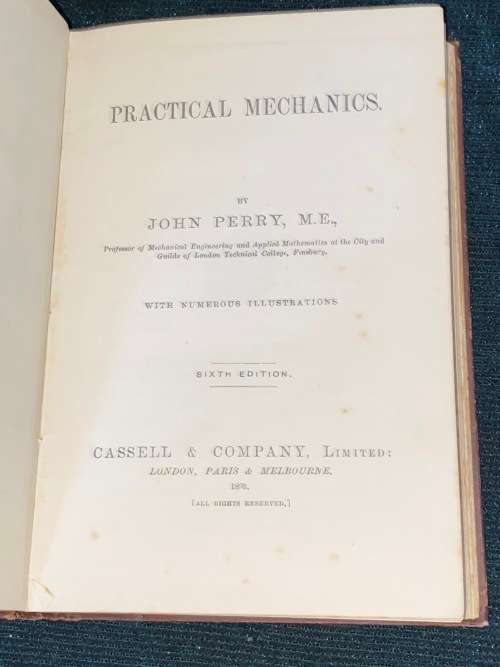 PRACTICAL MECHANICS.
BY
JOHN PERRY, M.E.,
Professor of Mechanical Engineering and Applied Mathematics at the City and
Guilds of London Technical College, Finsbury.
WITH NUMEROUS ILLUSTRATIONS
SIXTH EDITION.
CASSELL & COMPANY, LIMITED:
LONDON, PARIS & MELBOURNE.
[ALL RIGHTS RESERVED.]